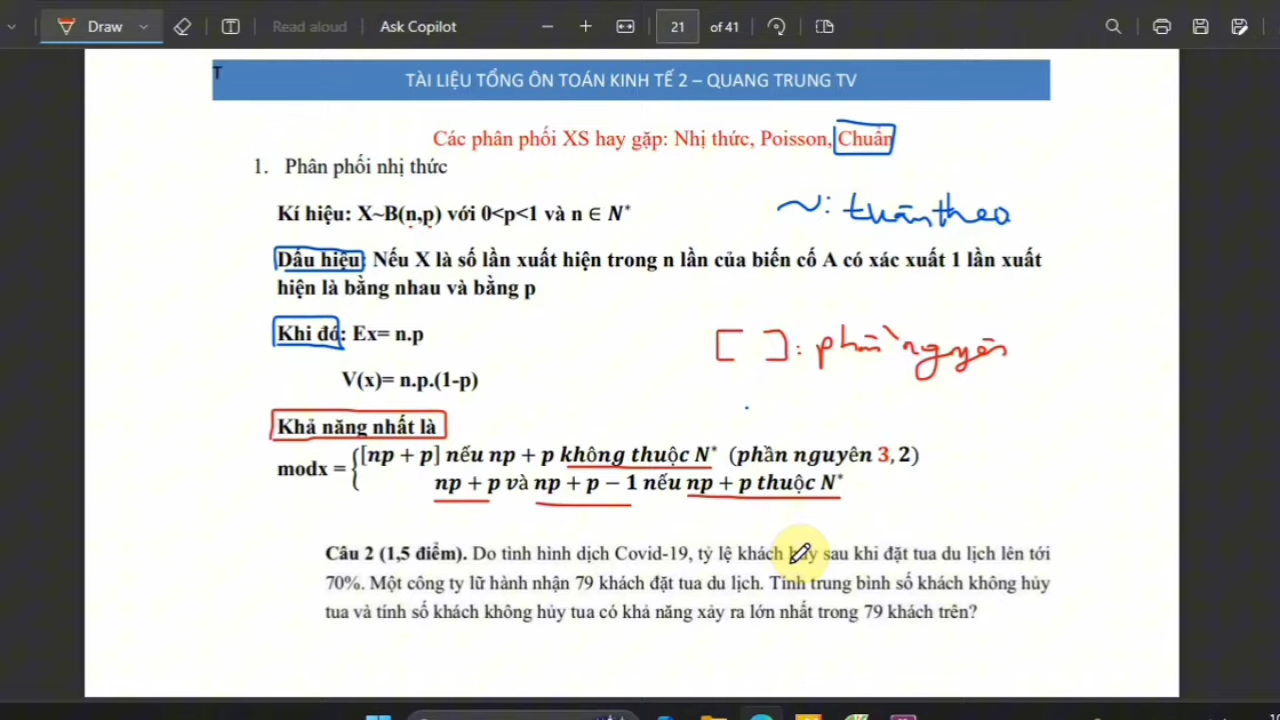 Draw
Read aloud
Ask Copilot
21
of 41
T
TÀI LIỆU TỔNG ÔN TOÁN KINH TẾ 2 – QUANG TRUNG TV
Các phân phối XS hay gặp: Nhị thức, Poisson, Chuẩn
1. Phân phối nhị thức
Kí hiệu: X~B(n,p) với 0<p<1 và n ∈ N*
~: tuân theo
Dấu hiệu: Nếu X là số lần xuất hiện trong n lần của biến cố A có xác xuất 1 lần xuất
hiện là bằng nhau và bằng p
Khi đó: Ex= n.p
[ ]: phần nguyên
V(x)= n.p.(1-p)
Khả năng nhất là
modx = { [np + p] nếu np + p không thuộc N* (phần nguyên 3,2)
np + p và np + p − 1 nếu np + p thuộc N*
Câu 2 (1,5 điểm). Do tình hình dịch Covid-19, tỷ lệ khách hủy sau khi đặt tua du lịch lên tới
70%. Một công ty lữ hành nhận 79 khách đặt tua du lịch. Tính trung bình số khách không hủy
tua và tính số khách không hủy tua có khả năng xảy ra lớn nhất trong 79 khách trên?